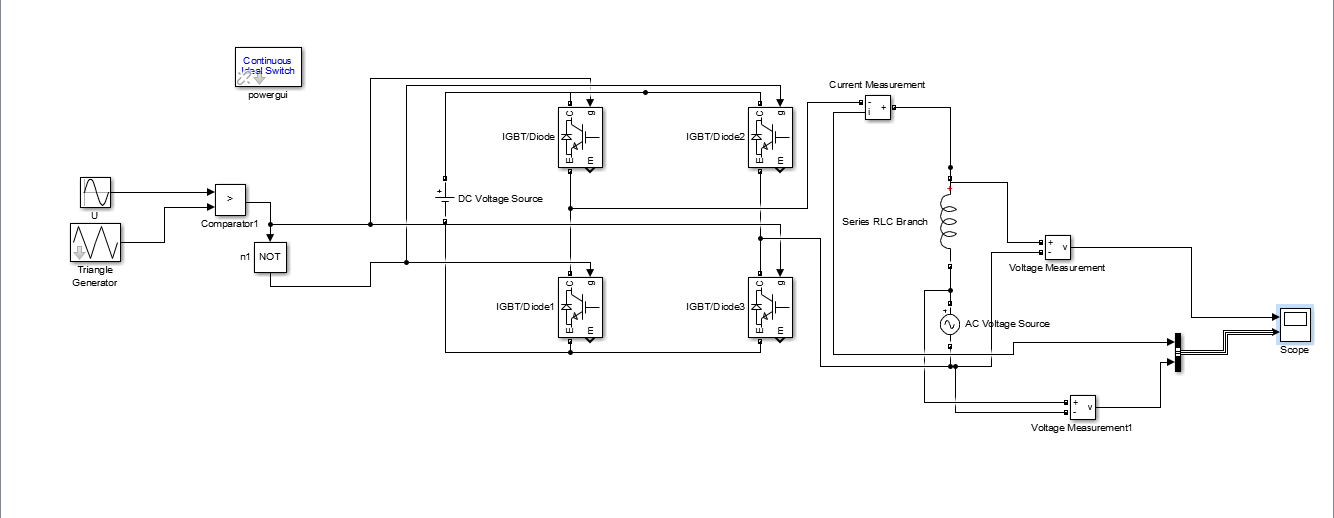 Continuous
Ideal Switch
powergui
Current Measurement
-
i
+
C
g
C
g
IGBT/Diode
IGBT/Diode2
E
m
E
m
+
DC Voltage Source
U
>
Comparator1
+
Series RLC Branch
n1
NOT
Triangle
Generator
+
-
v
Voltage Measurement
C
g
C
g
IGBT/Diode1
IGBT/Diode3
E
m
E
m
+
AC Voltage Source
Scope
+
-
v
Voltage Measurement1